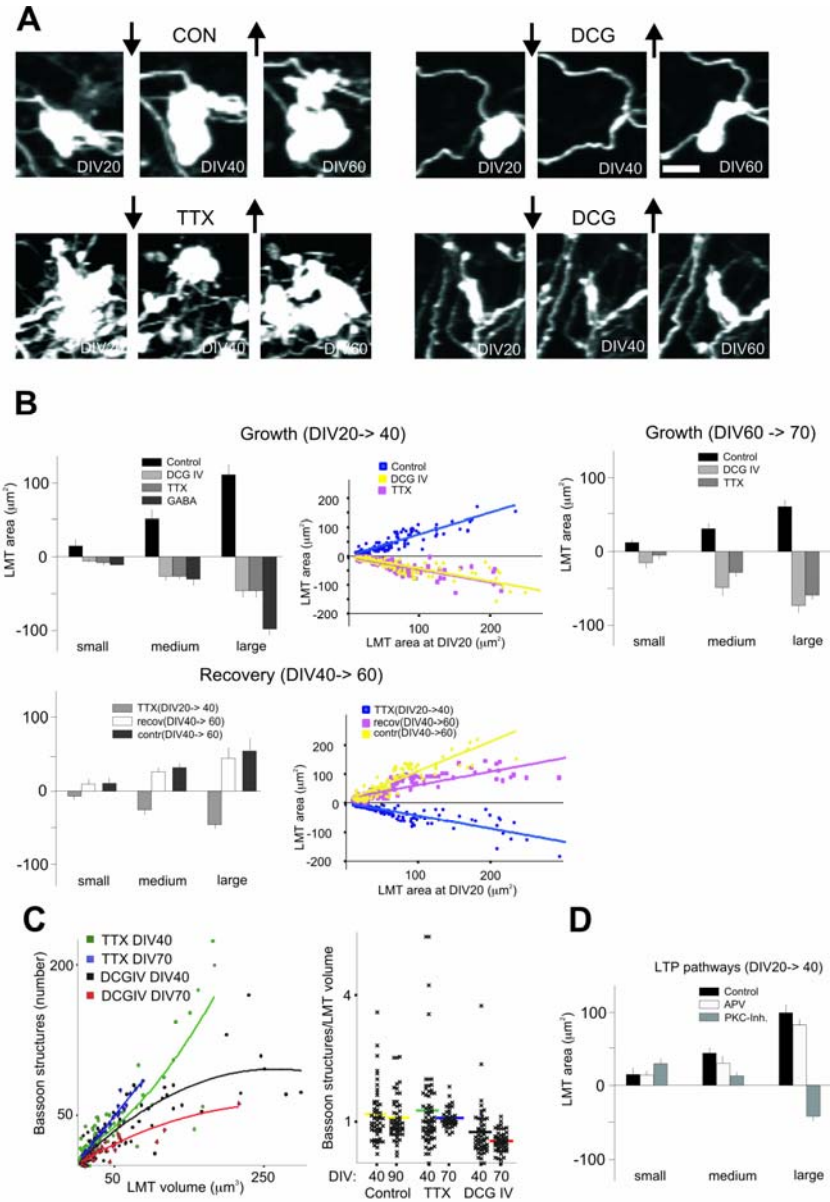 A
CON
DCG
DIV20
DIV40
DIV60
DIV20
DIV40
DIV60
TTX
DCG
DIV20
DIV40
DIV60
DIV20
DIV40
DIV60
B
Growth (DIV20-> 40)
LMT area (μm²)
100
0
-100
Control
DCG IV
TTX
GABA
small medium large
Control
DCG IV
TTX
LMT area (μm²)
200
100
0
-100
-200
100 200
LMT area at DIV20 (μm²)
Growth (DIV60 -> 70)
Control
DCG IV
TTX
100
0
-100
small medium large
Recovery (DIV40-> 60)
TTX(DIV20-> 40)
recov(DIV40-> 60)
contr(DIV40-> 60)
100
0
-100
small medium large
TTX(DIV20->40)
recov(DIV40->60)
contr(DIV40->60)
LMT area (μm²)
200
100
0
-100
-200
100 200
LMT area at DIV20 (μm²)
C
TTX DIV40
TTX DIV70
DCGIV DIV40
DCGIV DIV70
Bassoon structures (number)
200
50
50 250
LMT volume (μm³)
Bassoon structures/LMT volume
4
1
DIV: 40 90 40 70 40 70
Control TTX DCG IV
D
LTP pathways (DIV20-> 40)
Control
APV
PKC-Inh.
LMT area (μm²)
100
0
-100
small medium large